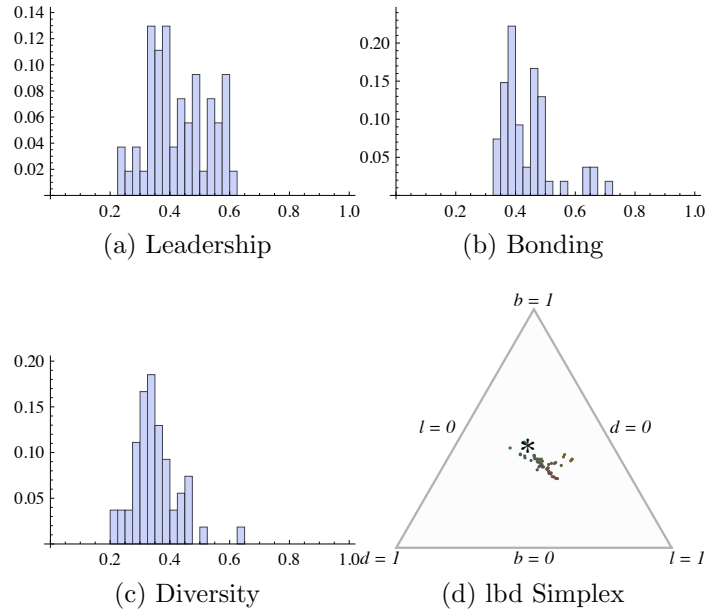 0.14
0.12
0.10
0.08
0.06
0.04
0.02
0.2 0.4 0.6 0.8 1.0
(a) Leadership
0.20
0.15
0.10
0.05
0.2 0.4 0.6 0.8 1.0
(b) Bonding
0.20
0.15
0.10
0.05
0.2 0.4 0.6 0.8 1.0
(c) Diversity
b = 1
l = 0 d = 0
*
d = 1 b = 0 l = 1
(d) lbd Simplex